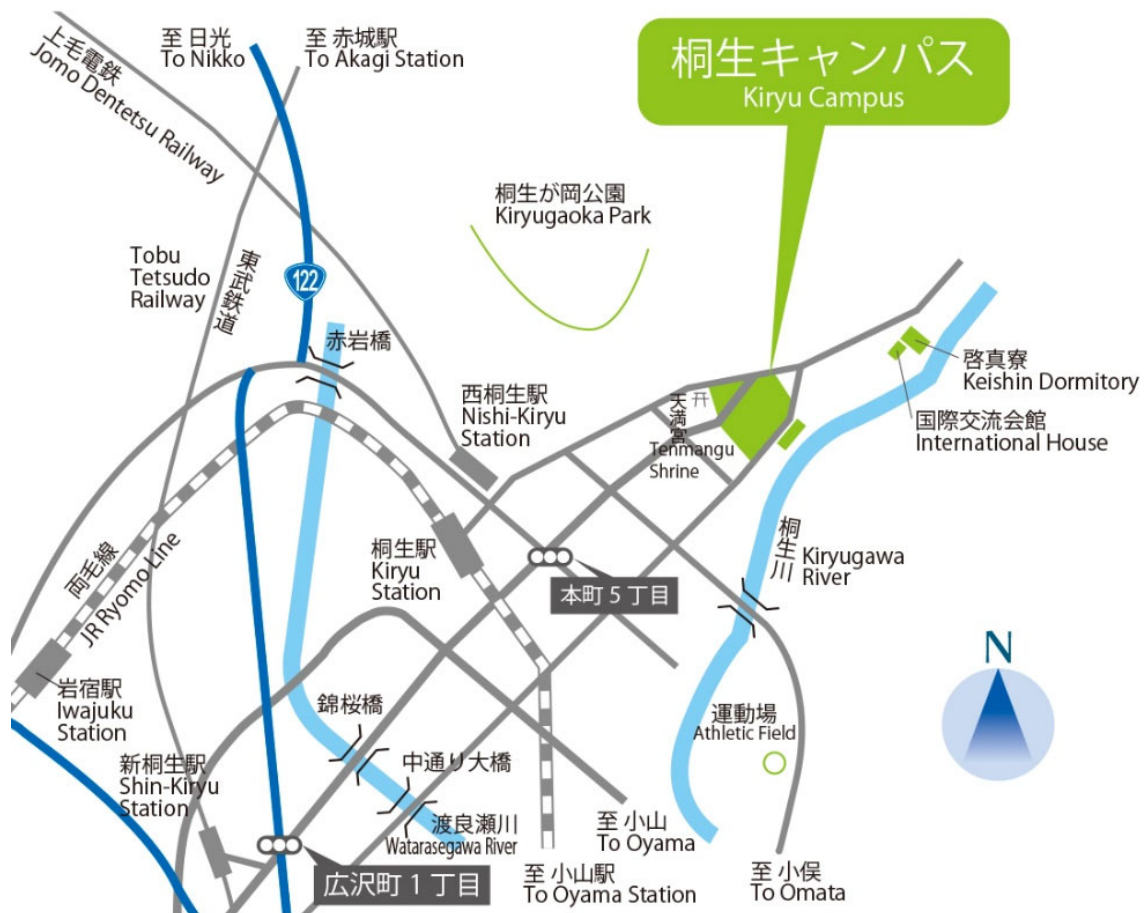 上毛電鉄
Jomo Dentetsu Railway
至 日光
To Nikko
至 赤城駅
To Akagi Station
桐生キャンパス
Kiryu Campus
桐生が岡公園
Kiryugaoka Park
Tobu
Tetsudo
Railway
東武鉄道
122
赤岩橋
西桐生駅
Nishi-Kiryu
Station
天満宮
Tenmangu
Shrine
啓真寮
Keishin Dormitory
国際交流会館
International House
両毛線
JR Ryomo Line
桐生駅
Kiryu
Station
本町 5 丁目
桐生川
Kiryugawa
River
N
岩宿駅
Iwajuku
Station
新桐生駅
Shin-Kiryu
Station
錦桜橋
中通り大橋
渡良瀬川
Watarasegawa River
広沢町 1 丁目
運動場
Athletic Field
至 小山
To Oyama
至 小山駅
To Oyama Station
至 小俣
To Omata